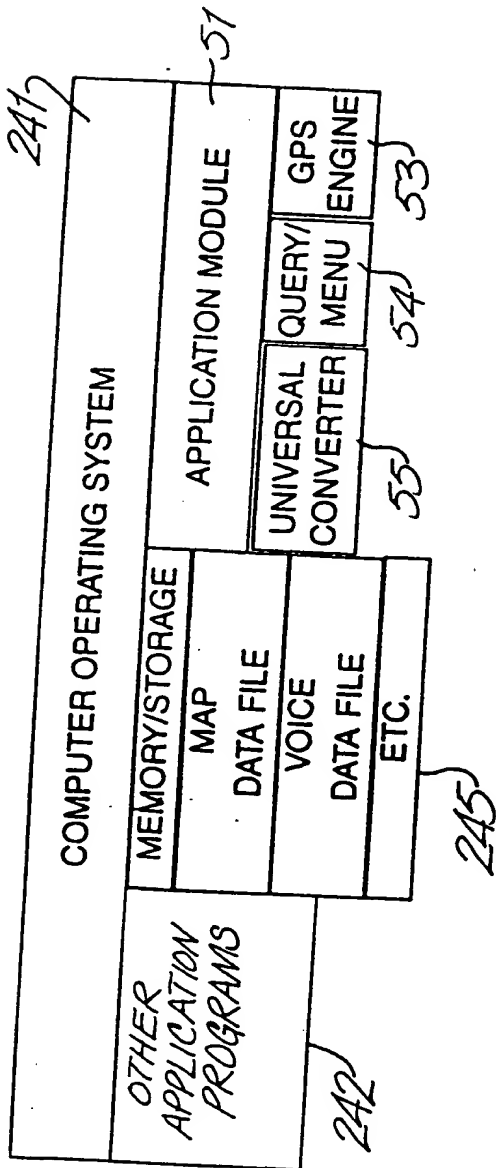 241
COMPUTER OPERATING SYSTEM
OTHER
APPLICATION
PROGRAMS
242
MEMORY/STORAGE
MAP
DATA FILE
VOICE
DATA FILE
ETC.
245
APPLICATION MODULE
51
UNIVERSAL
CONVERTER
55
QUERY/
MENU
54
GPS
ENGINE
53